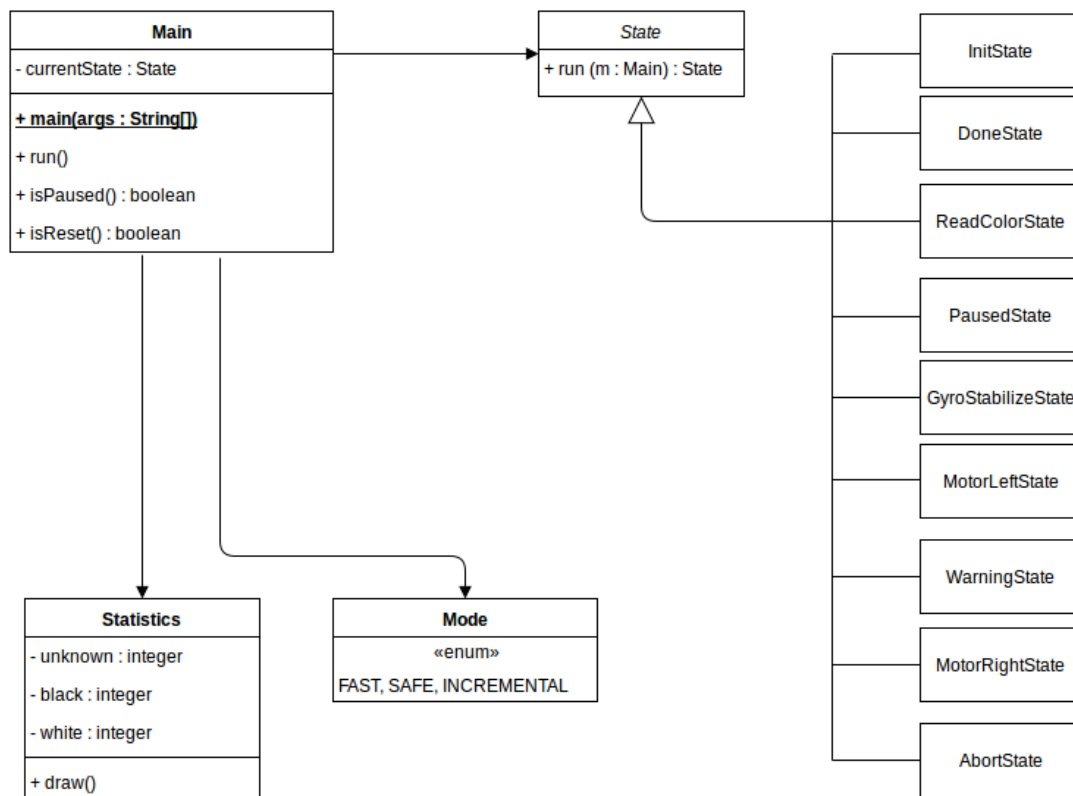 Main
- currentState : State
+ main(args : String[])
+ run()
+ isPaused() : boolean
+ isReset() : boolean
State
+ run (m : Main) : State
InitState
DoneState
ReadColorState
PausedState
GyroStabilizeState
MotorLeftState
WarningState
MotorRightState
AbortState
Statistics
- unknown : integer
- black : integer
- white : integer
+ draw()
Mode
«enum»
FAST, SAFE, INCREMENTAL